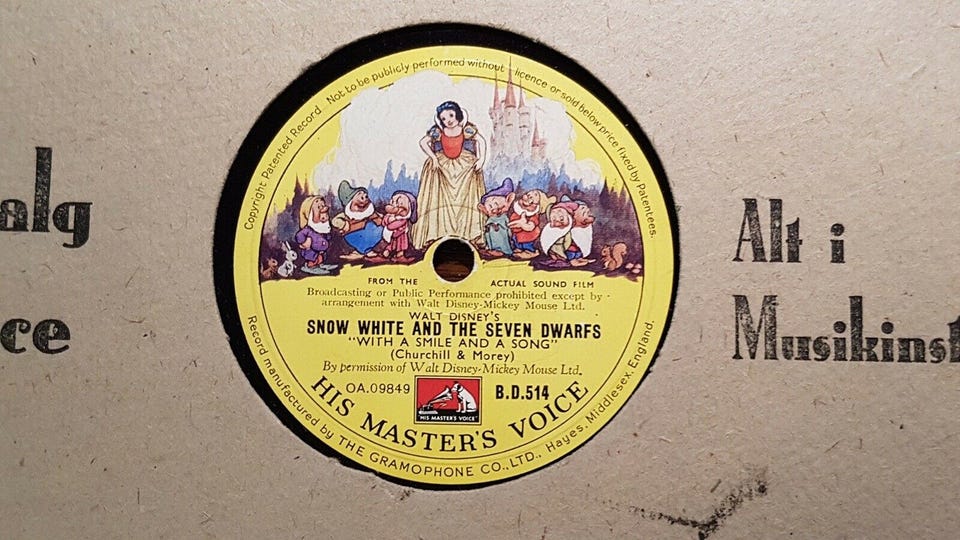 Copyright Patented Record. Not to be publicly performed without licence or sold below price fixed by Patentees.
FROM THE ACTUAL SOUND FILM
Broadcasting or Public Performance prohibited except by
arrangement with Walt Disney-Mickey Mouse Ltd.
WALT DISNEY'S
SNOW WHITE AND THE SEVEN DWARFS
"WITH A SMILE AND A SONG"
(Churchill & Morey)
By permission of Walt Disney-Mickey Mouse Ltd.
OA.09849
B.D.514
"HIS MASTER'S VOICE"
HIS MASTER'S VOICE
Record manufactured by THE GRAMOPHONE CO., LTD., Hayes, Middlesex, England.
alg
ce
Alt i
Musikinst